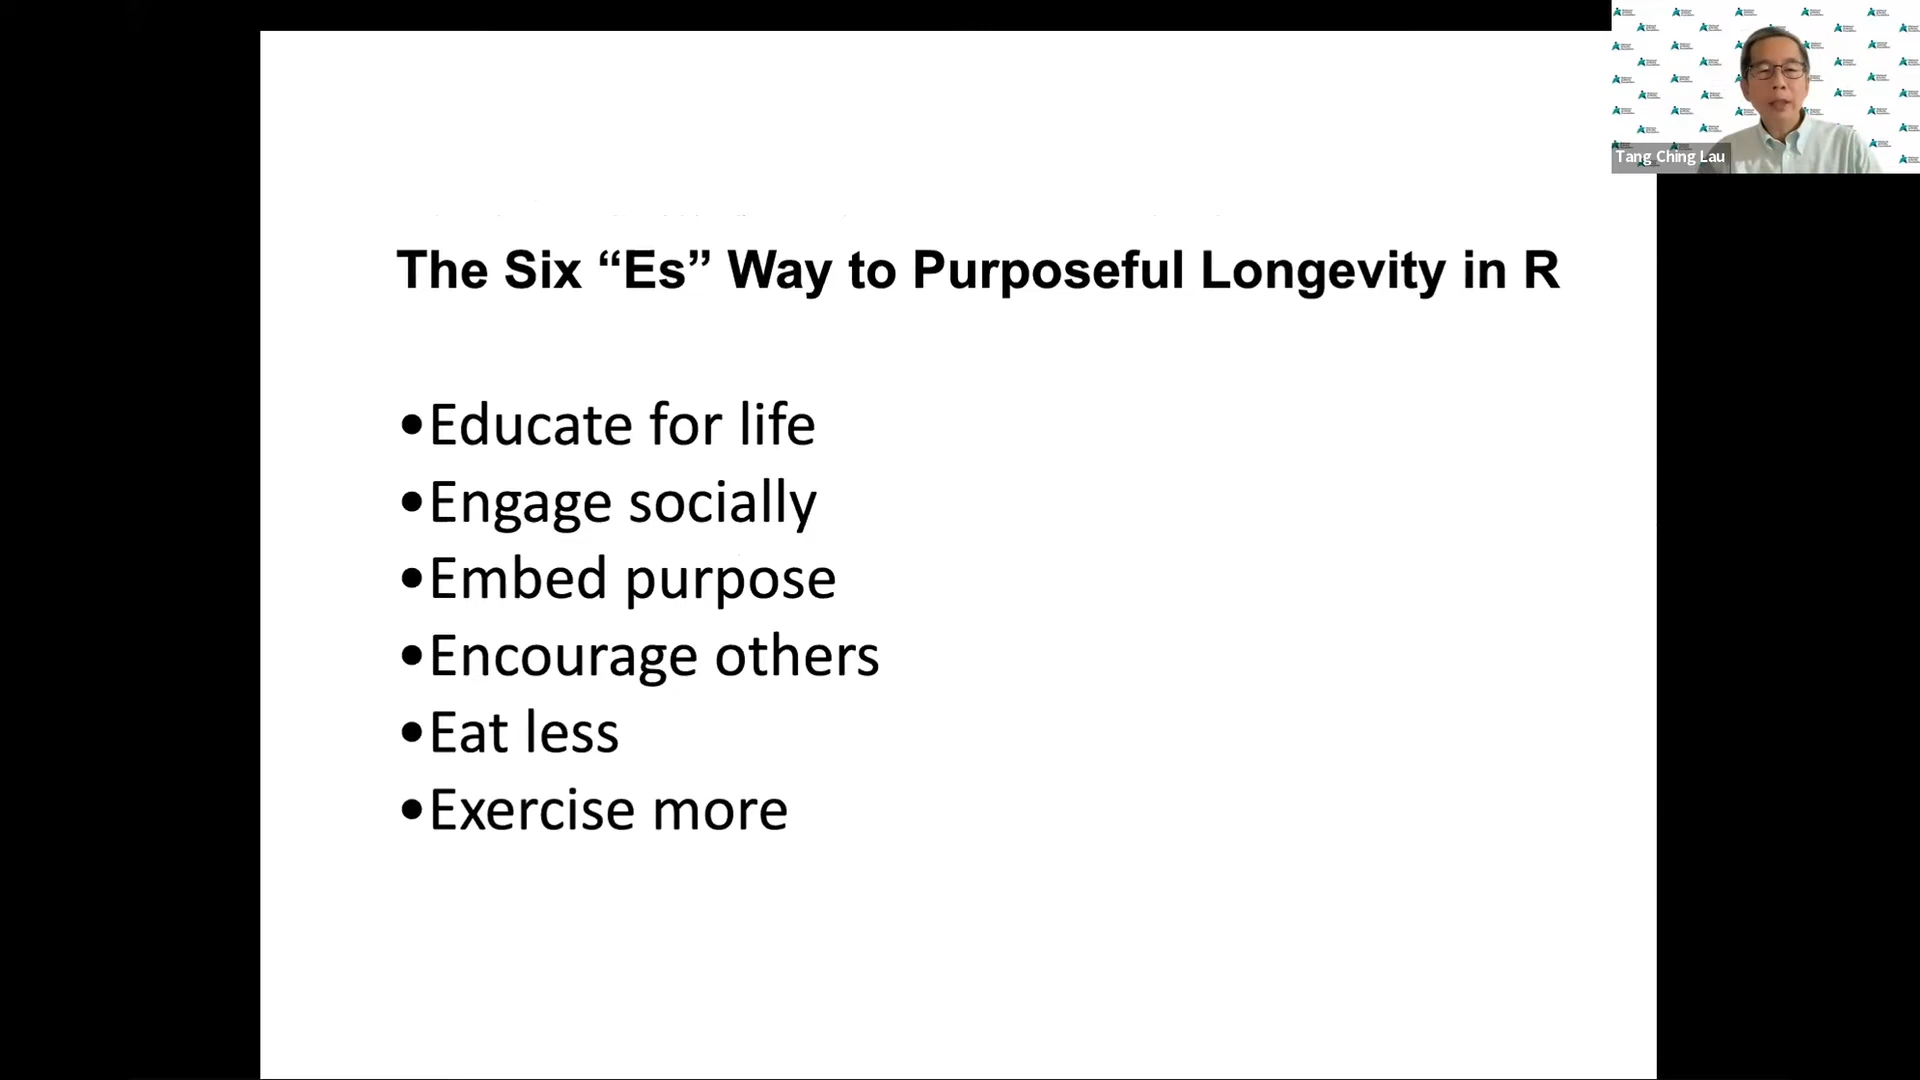 Tang Ching Lau
The Six “Es” Way to Purposeful Longevity in R
•Educate for life
•Engage socially
•Embed purpose
•Encourage others
•Eat less
•Exercise more